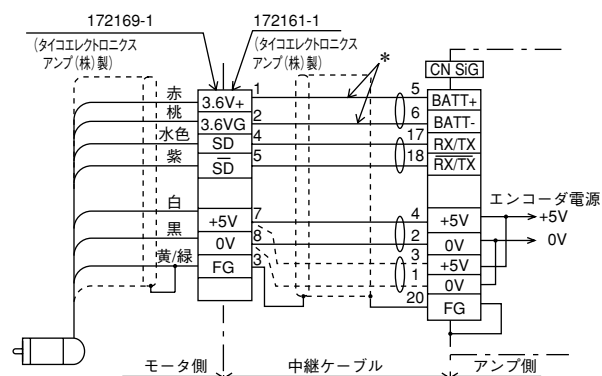 172169-1
172161-1
(タイコエレクトロニクス
アンプ(株)製)
(タイコエレクトロニクス
アンプ(株)製)
*
CN SiG
赤
3.6V+
1
5
BATT+
桃
3.6VG
2
6
BATT-
水色
SD
4
17
RX/TX
紫
SD
5
18
RX/TX
白
+5V
7
4
+5V
エンコーダ電源
+5V
黒
0V
8
2
0V
0V
黄/緑
FG
3
3
+5V
1
0V
20
FG
モータ側
中継ケーブル
アンプ側